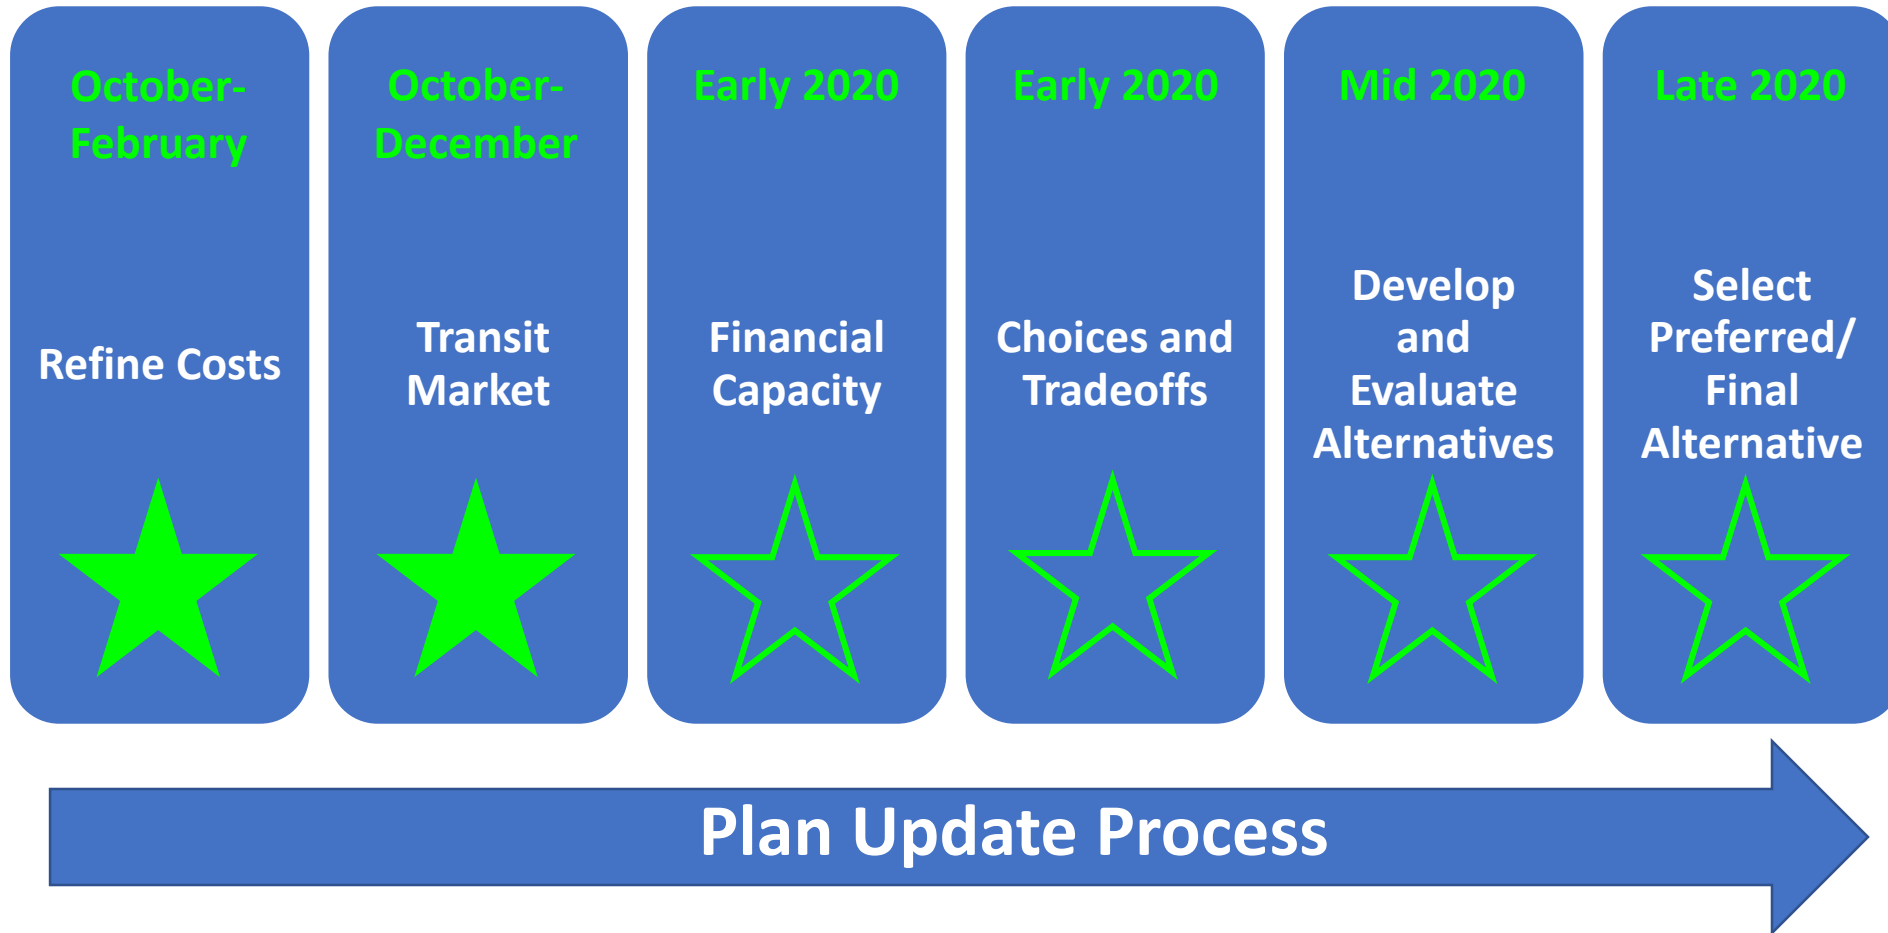 October-
February
Refine Costs
October-
December
Transit
Market
Early 2020
Financial
Capacity
Early 2020
Choices and
Tradeoffs
Mid 2020
Develop
and
Evaluate
Alternatives
Late 2020
Select
Preferred/
Final
Alternative
Plan Update Process